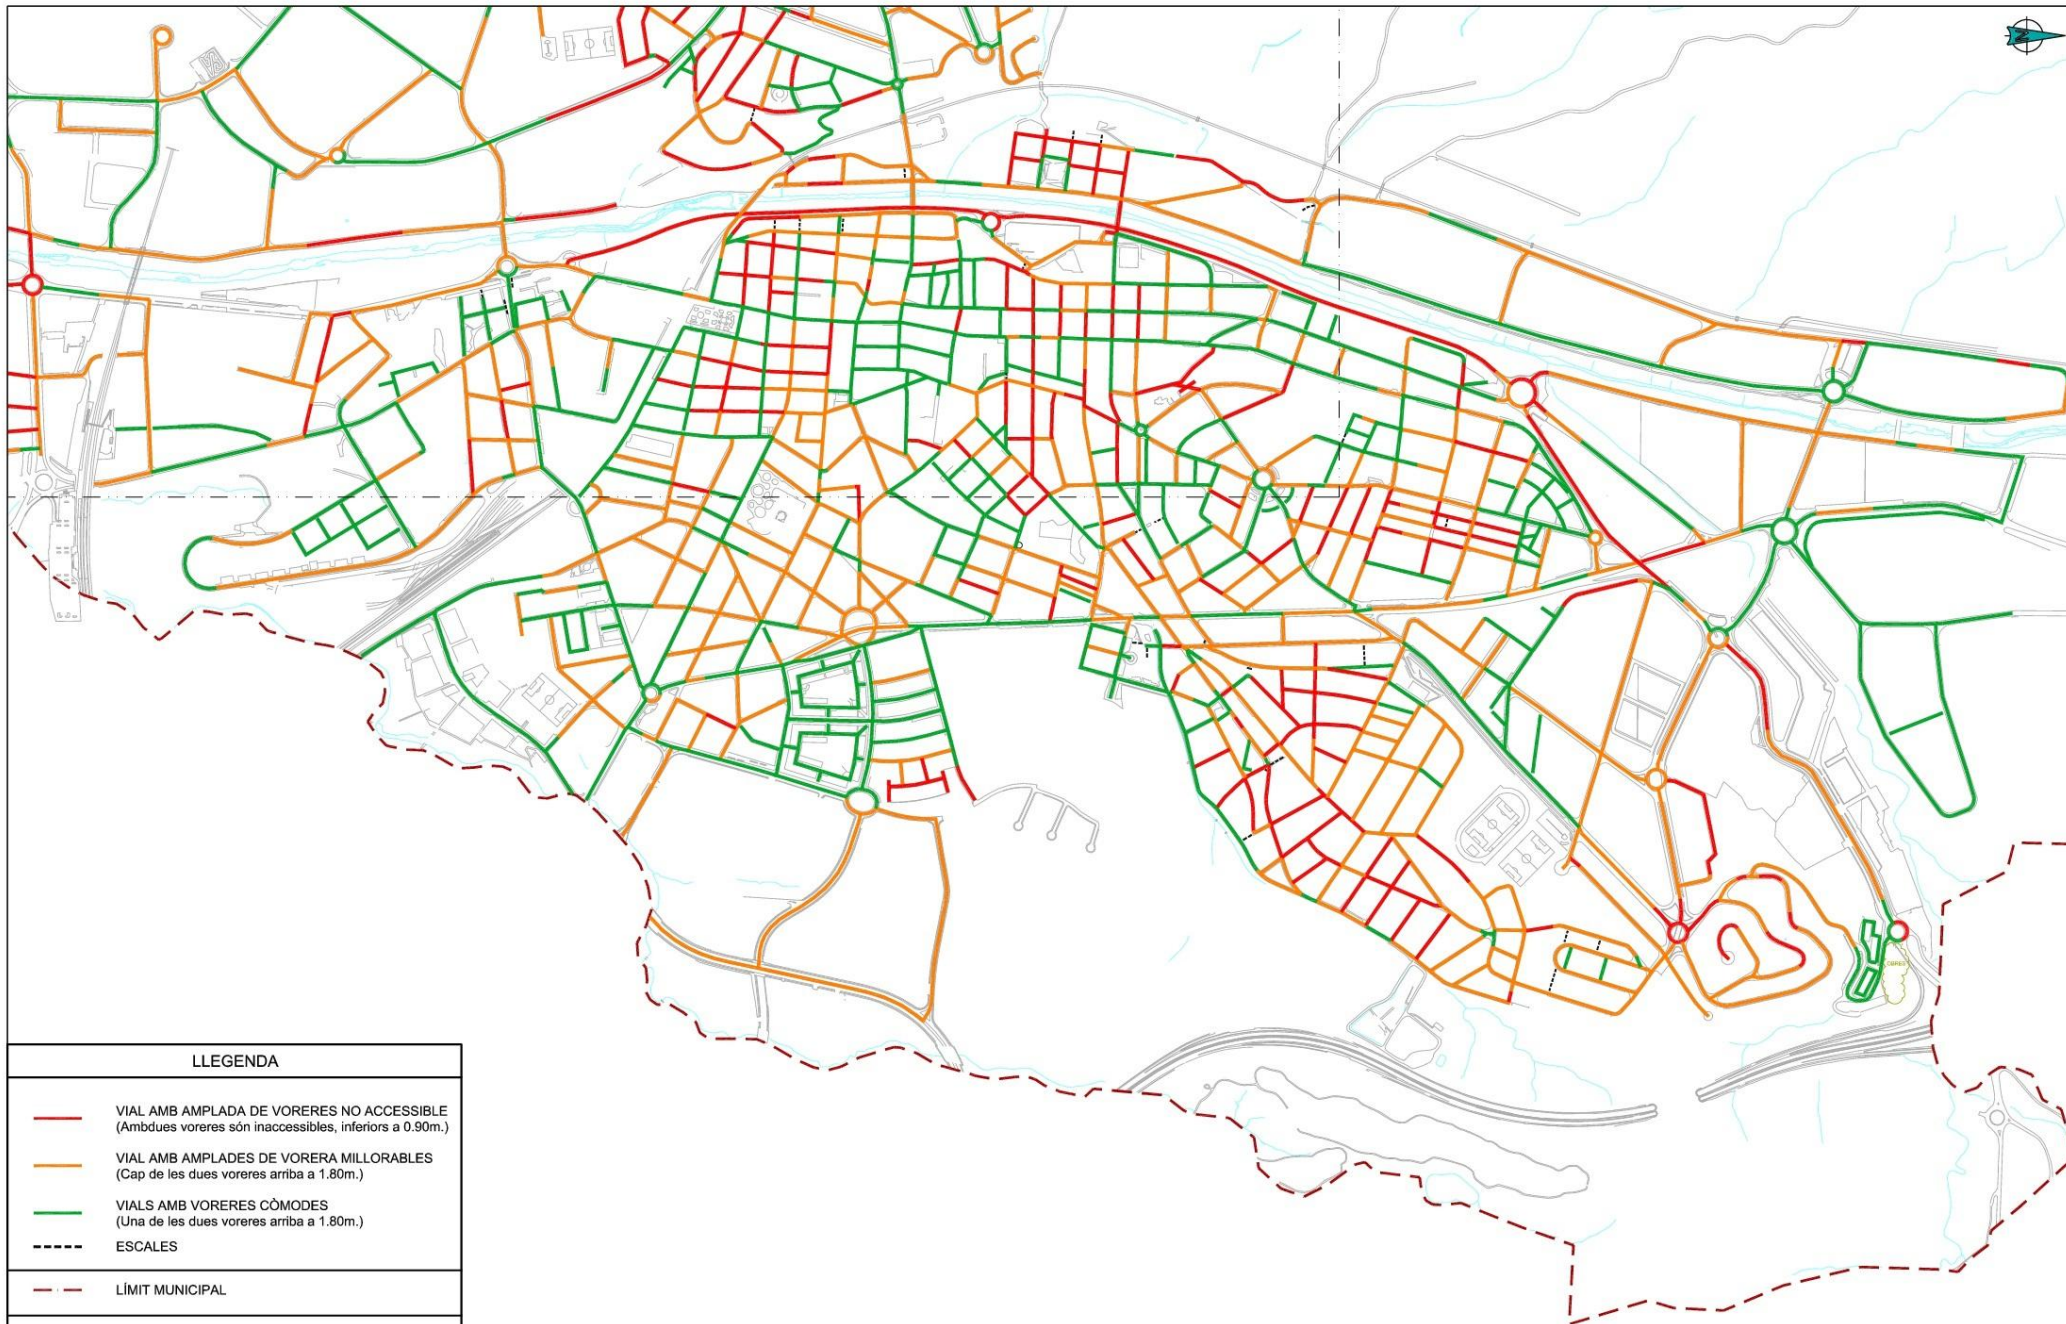 N
OBRES
LLEGENDA
VIAL AMB AMPLADA DE VORERES NO ACCESSIBLE
(Ambdues voreres són inaccessibles, inferiors a 0.90m.)
VIAL AMB AMPLADES DE VORERA MILLORABLES
(Cap de les dues voreres arriba a 1.80m.)
VIALS AMB VORERES CÒMODES
(Una de les dues voreres arriba a 1.80m.)
ESCALES
LÍMIT MUNICIPAL